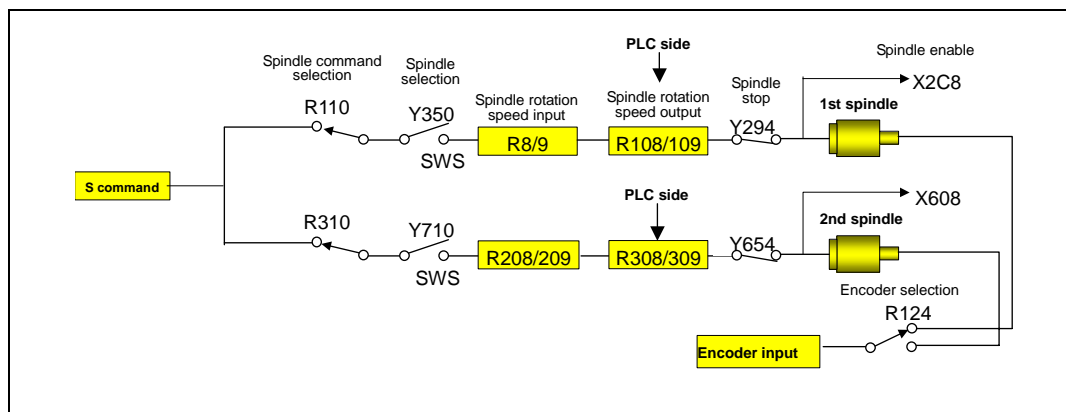 PLC side
Spindle enable
Spindle command
selection
Spindle
selection
Spindle rotation
speed input
Spindle rotation
speed output
Spindle
stop
X2C8
1st spindle
R110
Y350
SWS
R8/9
R108/109
Y294
S command
PLC side
X608
2nd spindle
R310
Y710
SWS
R208/209
R308/309
Y654
Encoder selection
R124
Encoder input